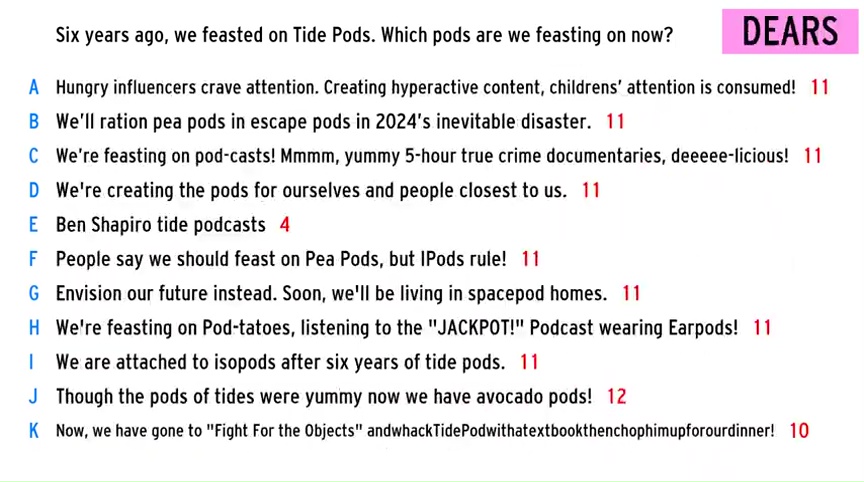 Six years ago, we feasted on Tide Pods. Which pods are we feasting on now?
DEARS
A Hungry influencers crave attention. Creating hyperactive content, childrens’ attention is consumed! 11
B We’ll ration pea pods in escape pods in 2024’s inevitable disaster. 11
C We’re feasting on pod-casts! Mmmm, yummy 5-hour true crime documentaries, deeeee-licious! 11
D We're creating the pods for ourselves and people closest to us. 11
E Ben Shapiro tide podcasts 4
F People say we should feast on Pea Pods, but IPods rule! 11
G Envision our future instead. Soon, we'll be living in spacepod homes. 11
H We're feasting on Pod-tatoes, listening to the "JACKPOT!" Podcast wearing Earpods! 11
I We are attached to isopods after six years of tide pods. 11
J Though the pods of tides were yummy now we have avocado pods! 12
K Now, we have gone to "Fight For the Objects" andwhackTidePodwithatextbookthenchophimupforourdinner! 10